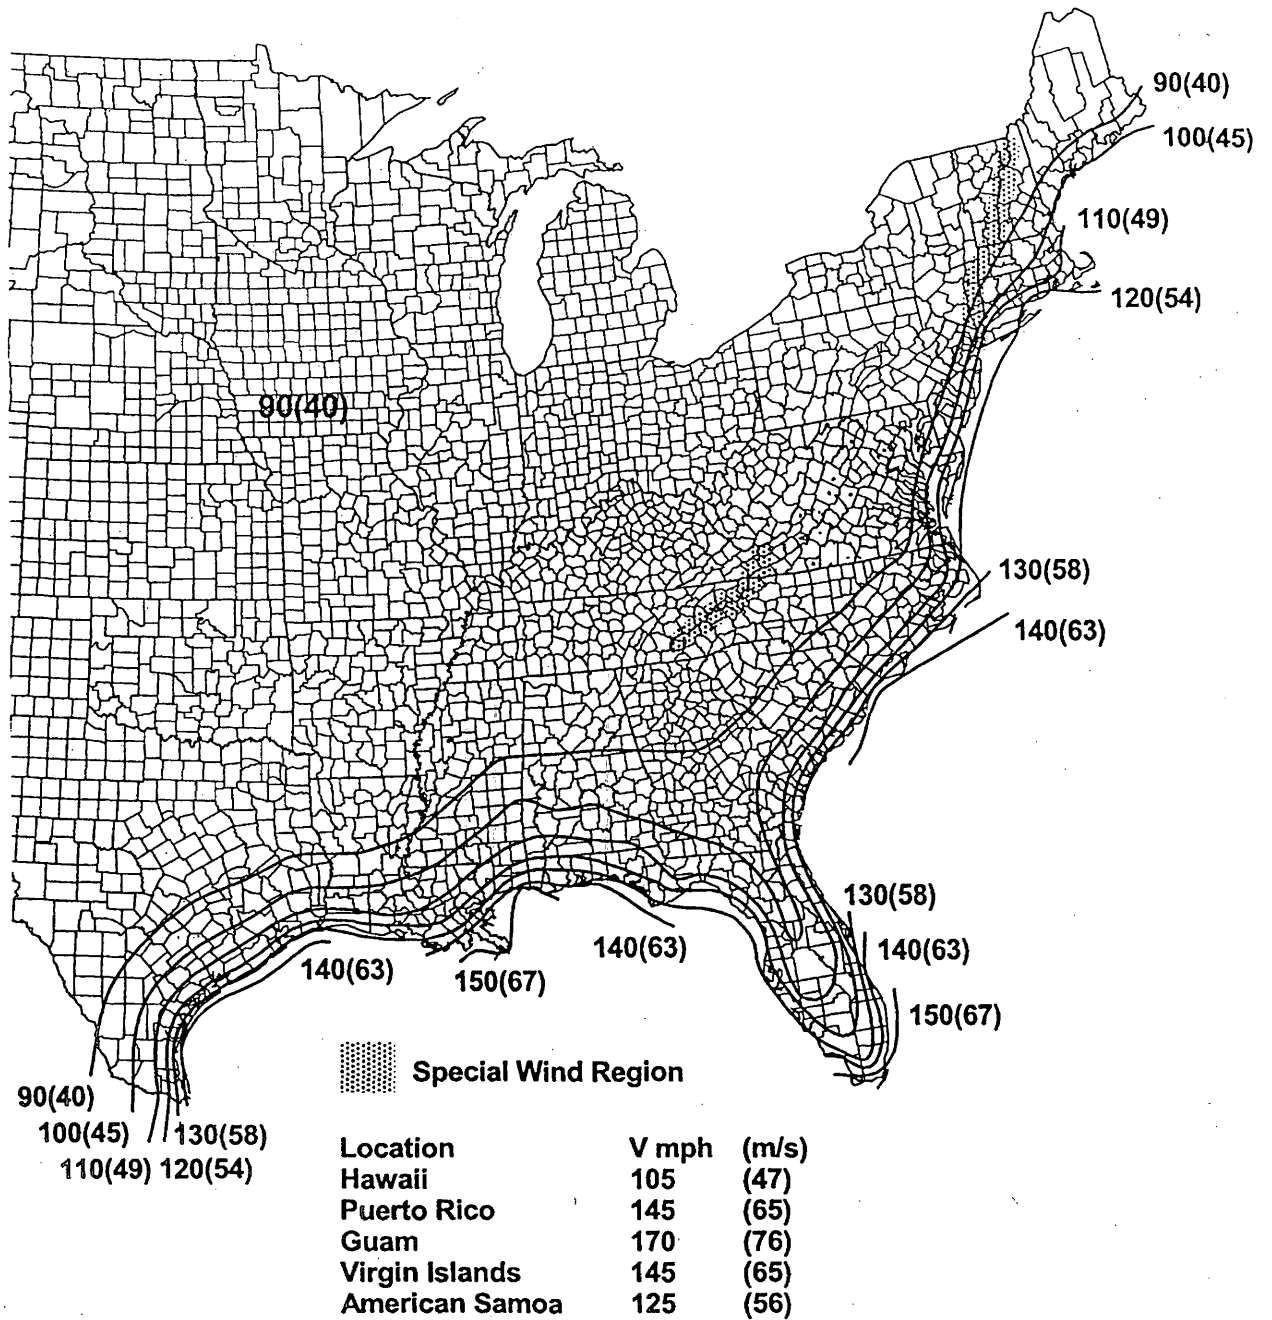 90(40)
100(45)
110(49)
120(54)
90(40)
130(58)
140(63)
130(58)
140(63)
140(63)
140(63)
150(67)
150(67)
Special Wind Region
90(40)
100(45)
130(58)
110(49)
120(54)
Location V mph (m/s)
Hawaii 105 (47)
Puerto Rico 145 (65)
Guam 170 (76)
Virgin Islands 145 (65)
American Samoa 125 (56)